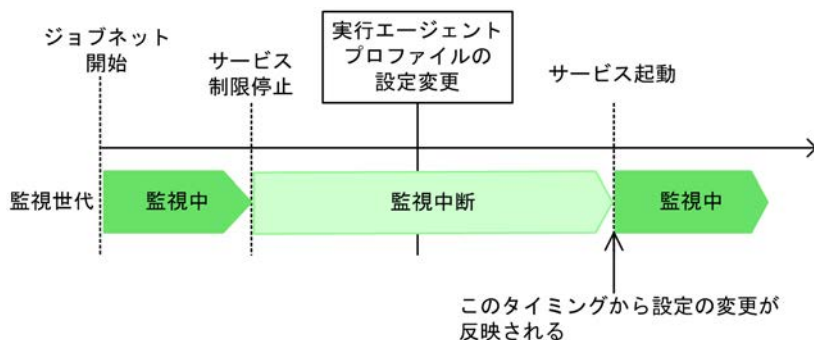 ジョブネット
開始
サービス
制限停止
実行エージェント
プロファイルの
設定変更
サービス起動
監視世代
監視中
監視中断
監視中
このタイミングから設定の変更が
反映される